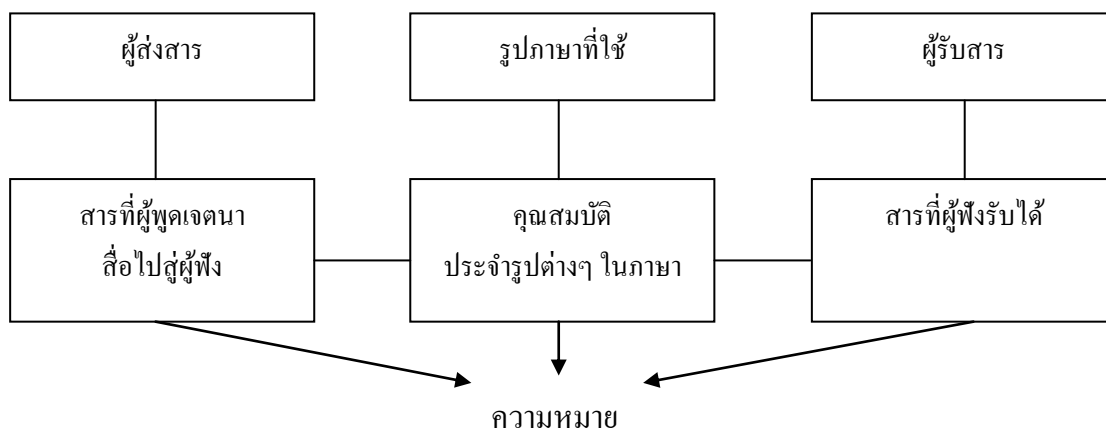 ผู้ส่งสาร
รูปภาษาที่ใช้
ผู้รับสาร
สารที่ผู้พูดเจตนา
สื่อไปสู่ผู้ฟัง
คุณสมบัติ
ประจำรูปต่างๆ ในภาษา
สารที่ผู้ฟังรับได้
ความหมาย